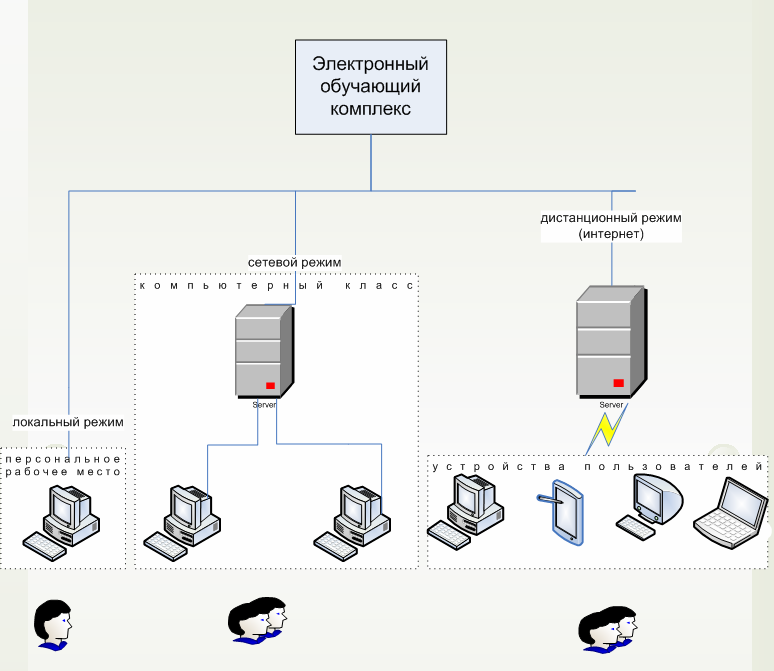 Электронный
обучающий
комплекс
дистанционный режим
(интернет)
сетевой режим
компьютерный класс
Server
Server
локальный режим
персональное
рабочее место
устройства пользователей